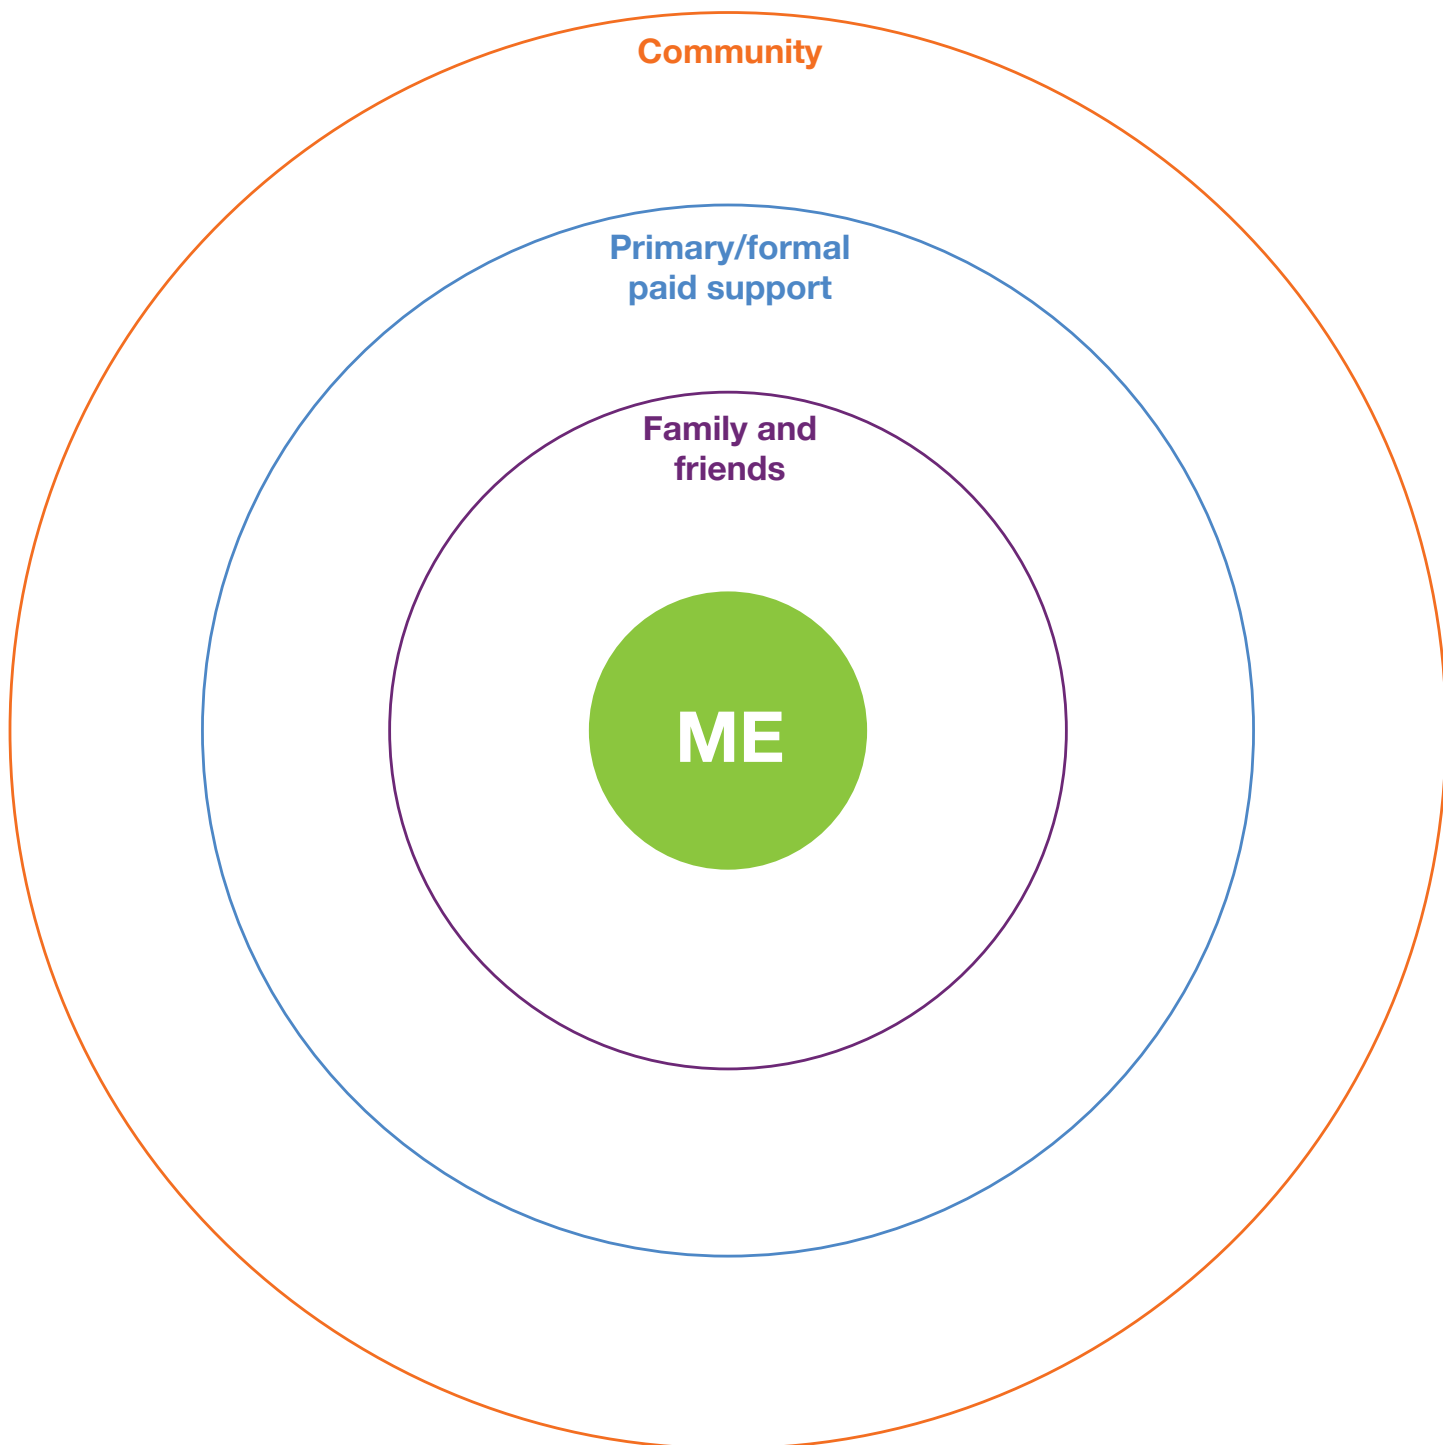 Community
Primary/formal
paid support
Family and
friends
ME